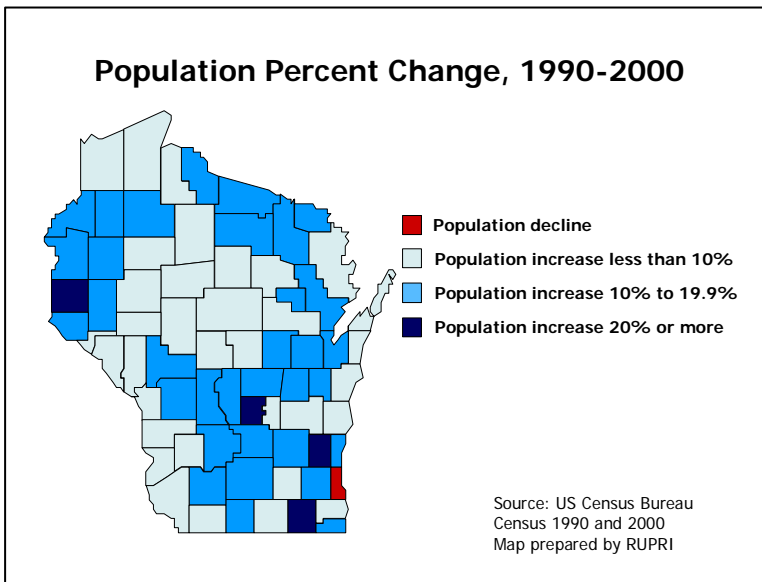 Population Percent Change, 1990-2000
Population decline
Population increase less than 10%
Population increase 10% to 19.9%
Population increase 20% or more
Source: US Census Bureau
Census 1990 and 2000
Map prepared by RUPRI